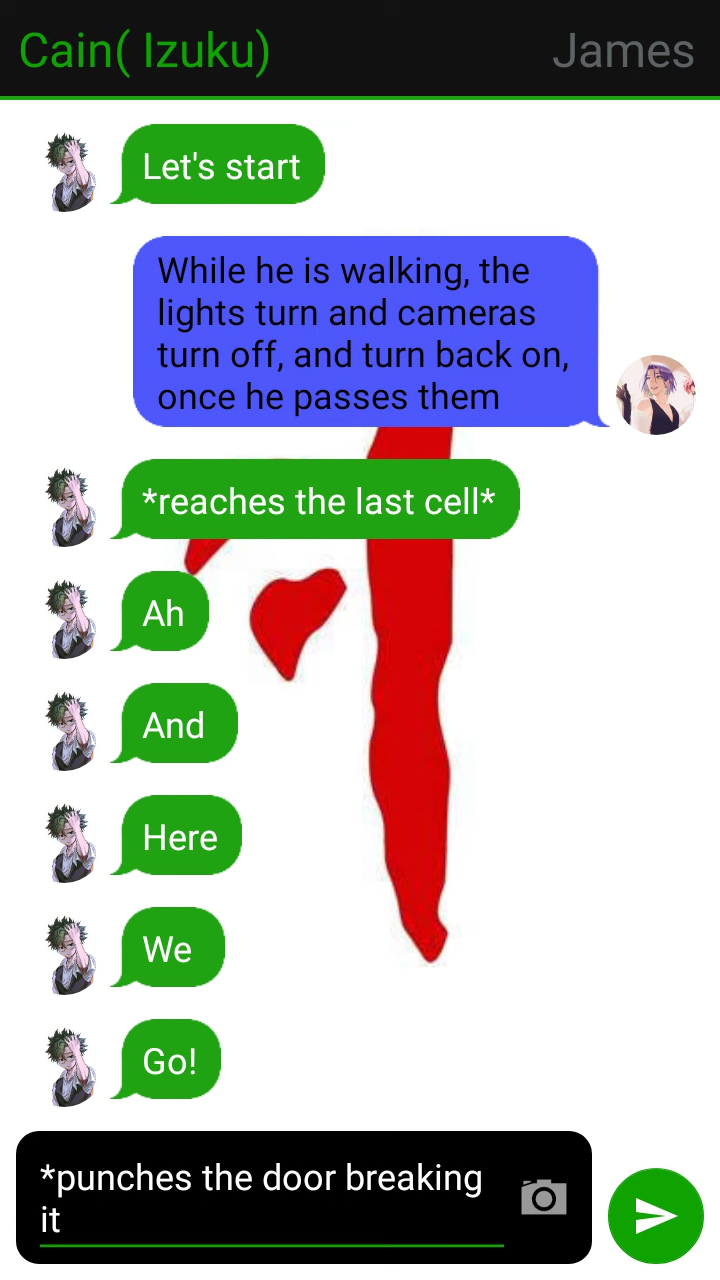 Cain( Izuku)
James
Let's start
While he is walking, the
lights turn and cameras
turn off, and turn back on,
once he passes them
*reaches the last cell*
Ah
And
Here
We
Go!
*punches the door breaking
it